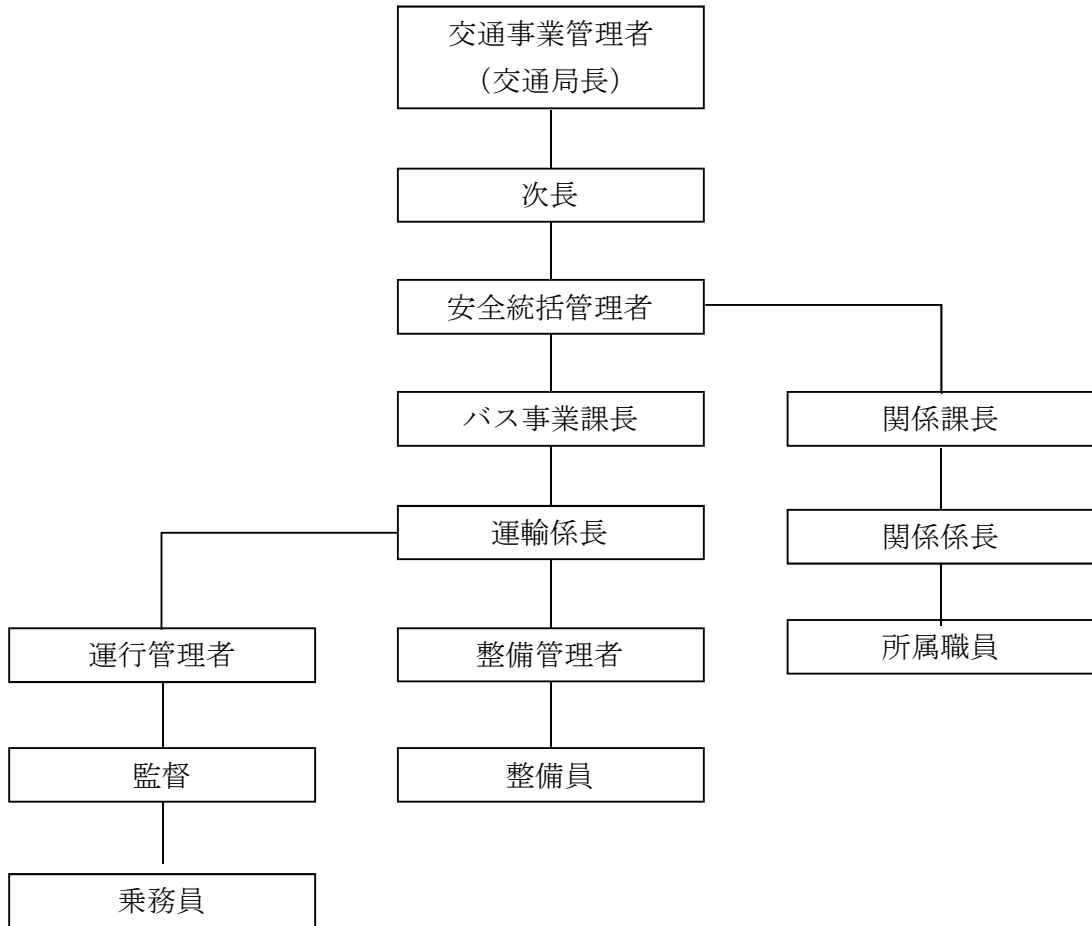 交通事業管理者
(交通局長)
次長
安全統括管理者
バス事業課長
関係課長
運輸係長
関係係長
運行管理者
整備管理者
所属職員
監督
整備員
乗務員